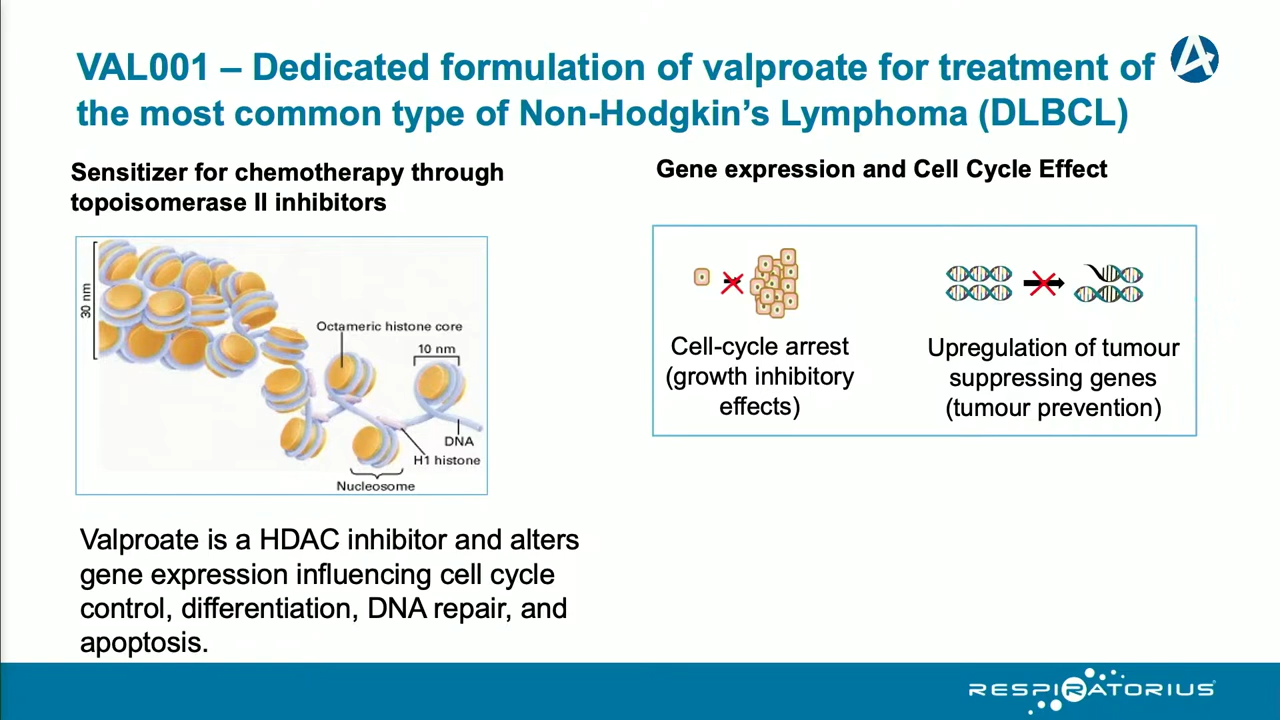 VAL001 – Dedicated formulation of valproate for treatment of
the most common type of Non-Hodgkin’s Lymphoma (DLBCL)
Sensitizer for chemotherapy through
topoisomerase II inhibitors
30 nm
Octameric histone core
10 nm
DNA
H1 histone
Nucleosome
Valproate is a HDAC inhibitor and alters
gene expression influencing cell cycle
control, differentiation, DNA repair, and
apoptosis.
Gene expression and Cell Cycle Effect
Cell-cycle arrest
(growth inhibitory
effects)
Upregulation of tumour
suppressing genes
(tumour prevention)
RESPIRATORIUS